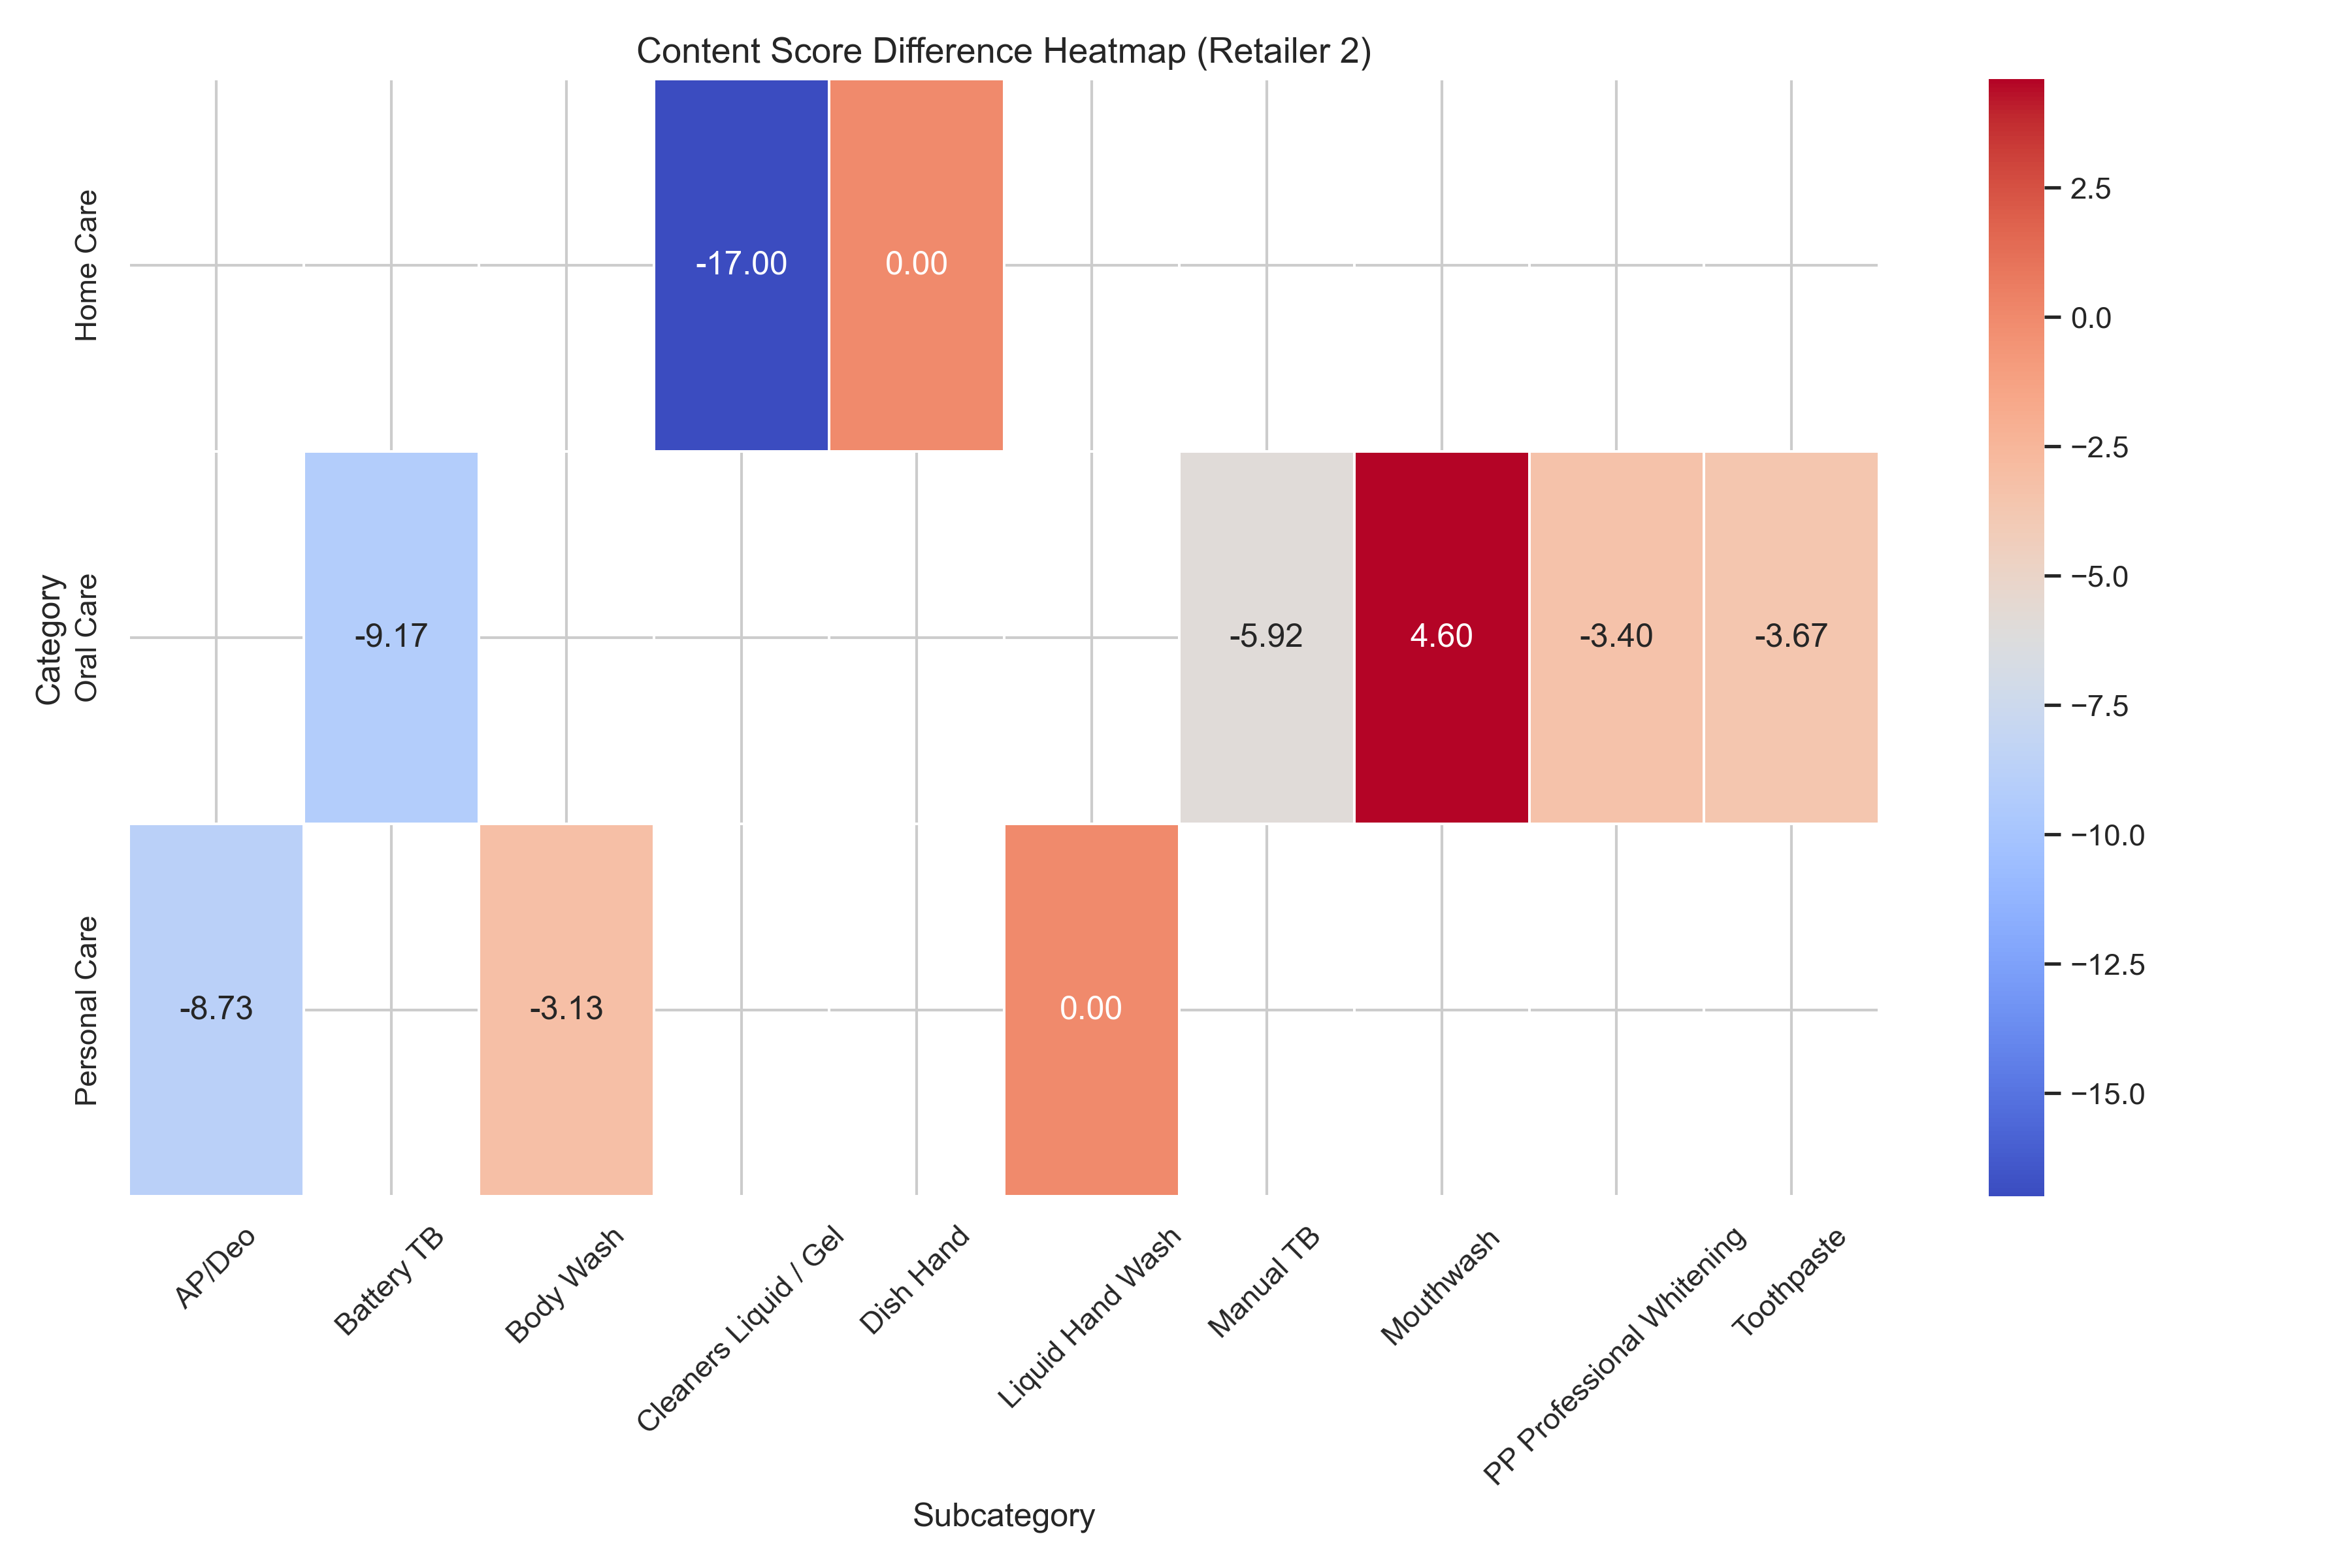 Content Score Difference Heatmap (Retailer 2)
Category
Home Care
-17.00 0.00
Oral Care
-9.17 -5.92 4.60 -3.40 -3.67
Personal Care
-8.73 -3.13 0.00
AP/Deo
Battery TB
Body Wash
Cleaners Liquid / Gel
Dish Hand
Liquid Hand Wash
Manual TB
Mouthwash
PP Professional Whitening
Toothpaste
Subcategory
2.5
0.0
−2.5
−5.0
−7.5
−10.0
−12.5
−15.0